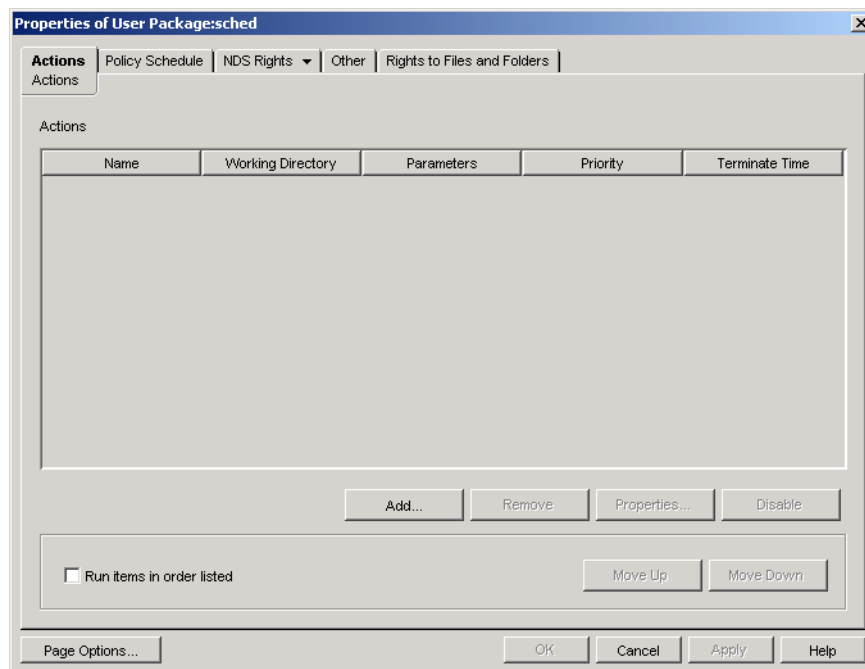 Properties of User Package:sched
Actions Policy Schedule NDS Rights Other Rights to Files and Folders
Actions
Actions
Name Working Directory Parameters Priority Terminate Time
Add... Remove Properties... Disable
Run items in order listed Move Up Move Down
Page Options... OK Cancel Apply Help